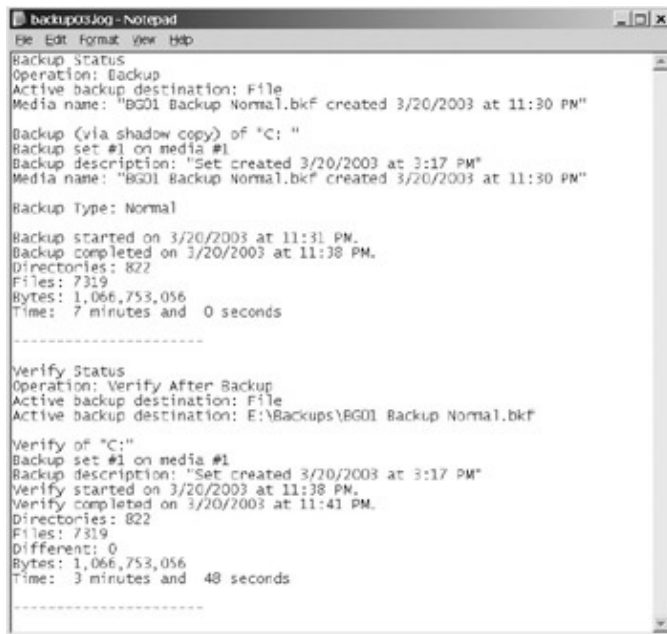 backup03.log - Notepad
File Edit Format View Help
Backup Status
Operation: Backup
Active backup destination: File
Media name: "BG01 Backup Normal.bkf created 3/20/2003 at 11:30 PM"
Backup (via shadow copy) of "C: "
Backup set #1 on media #1
Backup description: "Set created 3/20/2003 at 3:17 PM"
Media name: "BG01 Backup Normal.bkf created 3/20/2003 at 11:30 PM"
Backup Type: Normal
Backup started on 3/20/2003 at 11:31 PM.
Backup completed on 3/20/2003 at 11:38 PM.
Directories: 822
Files: 7319
Bytes: 1,066,753,056
Time: 7 minutes and 0 seconds
----------------------
Verify Status
Operation: Verify After Backup
Active backup destination: File
Active backup destination: E:\Backups\BG01 Backup Normal.bkf
Verify of "C:"
Backup set #1 on media #1
Backup description: "Set created 3/20/2003 at 3:17 PM"
Verify started on 3/20/2003 at 11:38 PM.
Verify completed on 3/20/2003 at 11:41 PM.
Directories: 822
Files: 7319
Different: 0
Bytes: 1,066,753,056
Time: 3 minutes and 48 seconds
----------------------